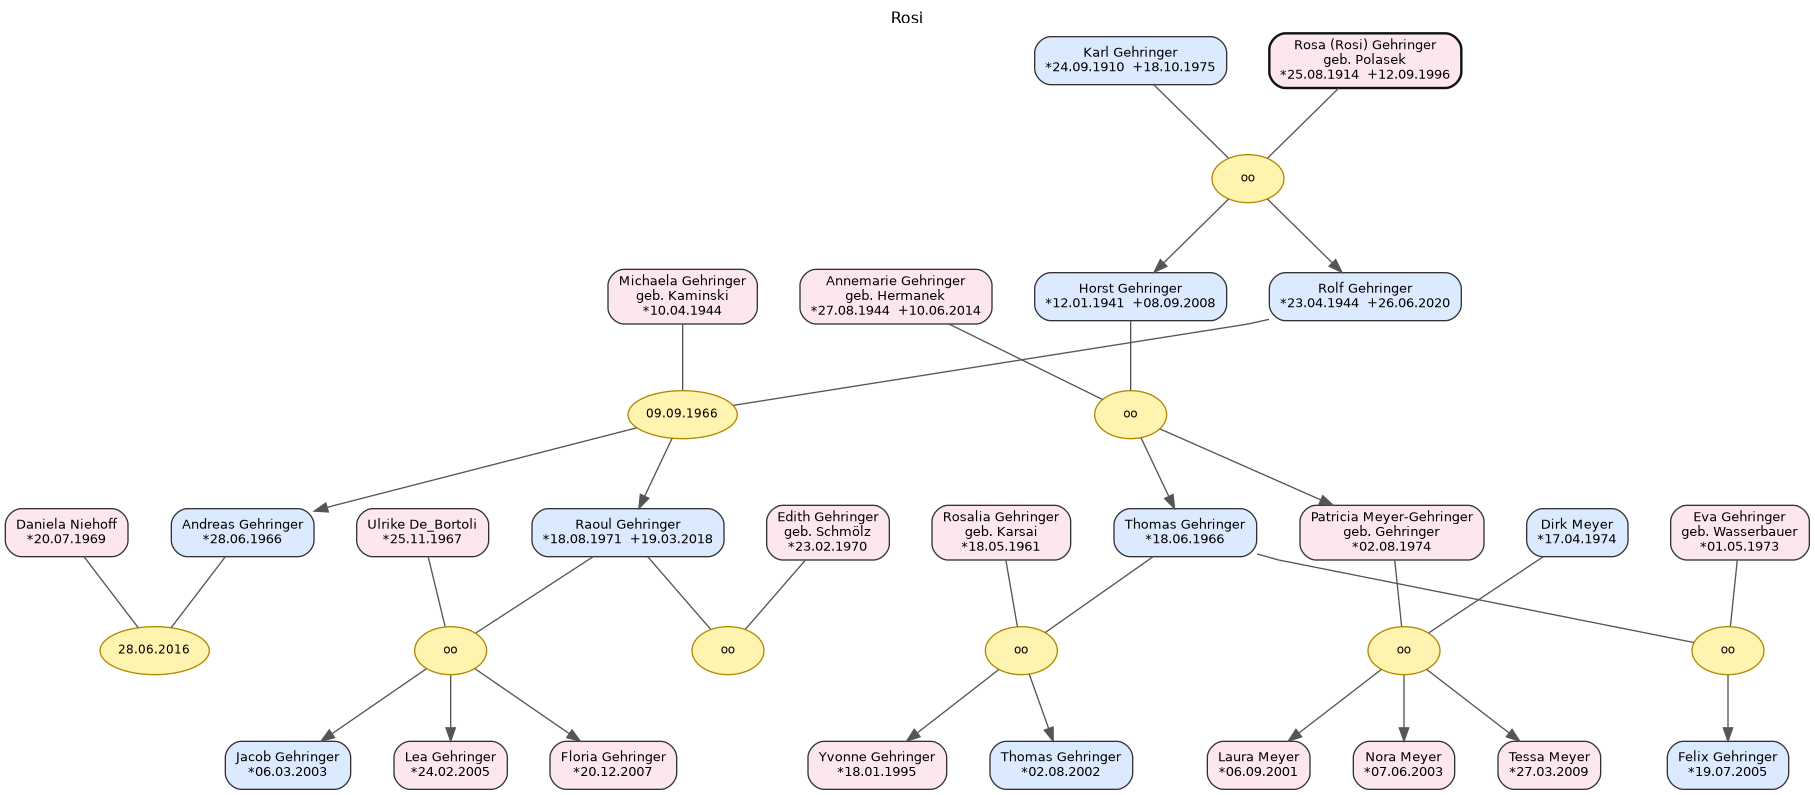 Rosi
Karl Gehringer
*24.09.1910  +18.10.1975
Rosa (Rosi) Gehringer
geb. Polasek
*25.08.1914  +12.09.1996
oo
Michaela Gehringer
geb. Kaminski
*10.04.1944
Annemarie Gehringer
geb. Hermanek
*27.08.1944  +10.06.2014
Horst Gehringer
*12.01.1941  +08.09.2008
Rolf Gehringer
*23.04.1944  +26.06.2020
09.09.1966
oo
Daniela Niehoff
*20.07.1969
Andreas Gehringer
*28.06.1966
Ulrike De_Bortoli
*25.11.1967
Raoul Gehringer
*18.08.1971  +19.03.2018
Edith Gehringer
geb. Schmölz
*23.02.1970
Rosalia Gehringer
geb. Karsai
*18.05.1961
Thomas Gehringer
*18.06.1966
Patricia Meyer-Gehringer
geb. Gehringer
*02.08.1974
Dirk Meyer
*17.04.1974
Eva Gehringer
geb. Wasserbauer
*01.05.1973
28.06.2016
oo
oo
oo
oo
oo
Jacob Gehringer
*06.03.2003
Lea Gehringer
*24.02.2005
Floria Gehringer
*20.12.2007
Yvonne Gehringer
*18.01.1995
Thomas Gehringer
*02.08.2002
Laura Meyer
*06.09.2001
Nora Meyer
*07.06.2003
Tessa Meyer
*27.03.2009
Felix Gehringer
*19.07.2005